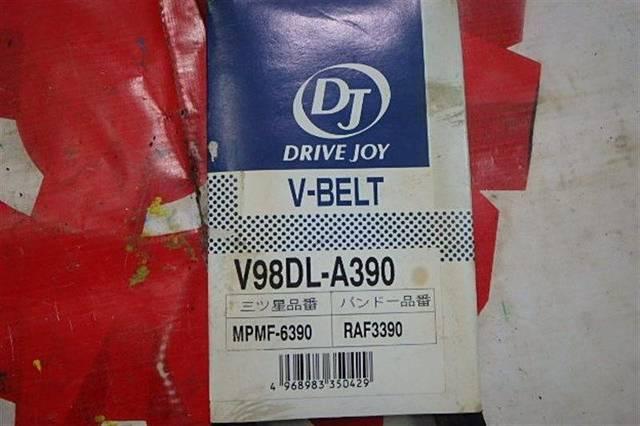 DJ
DRIVE JOY
V-BELT
V98DL-A390
三ツ星品番 バンドー品番
MPMF-6390 RAF3390
4 968983 350429